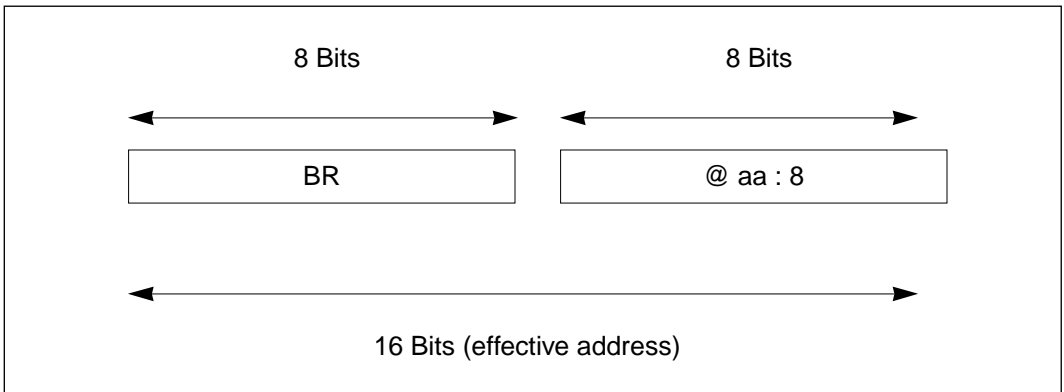 8 Bits 8 Bits
BR @ aa : 8
16 Bits (effective address)